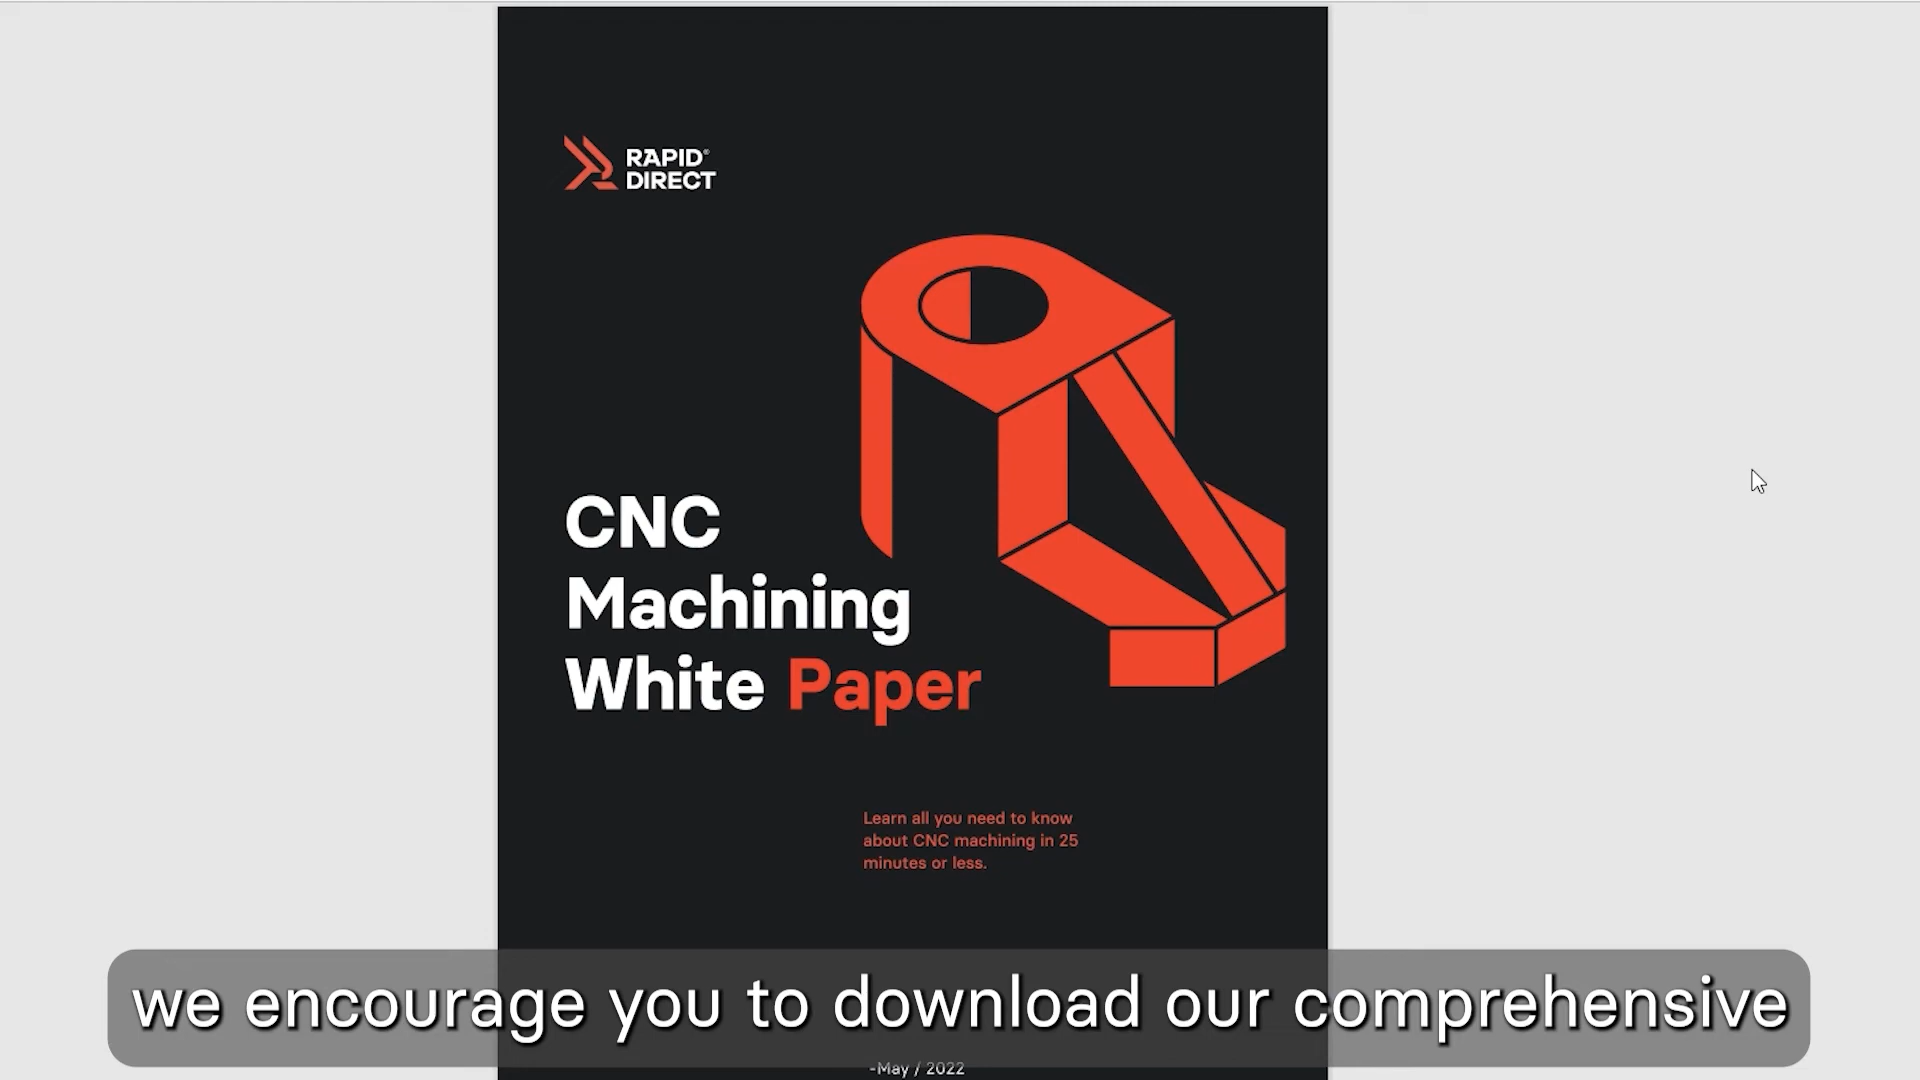 RAPID®
DIRECT
CNC
Machining
White Paper
Learn all you need to know
about CNC machining in 25
minutes or less.
we encourage you to download our comprehensive
-May / 2022